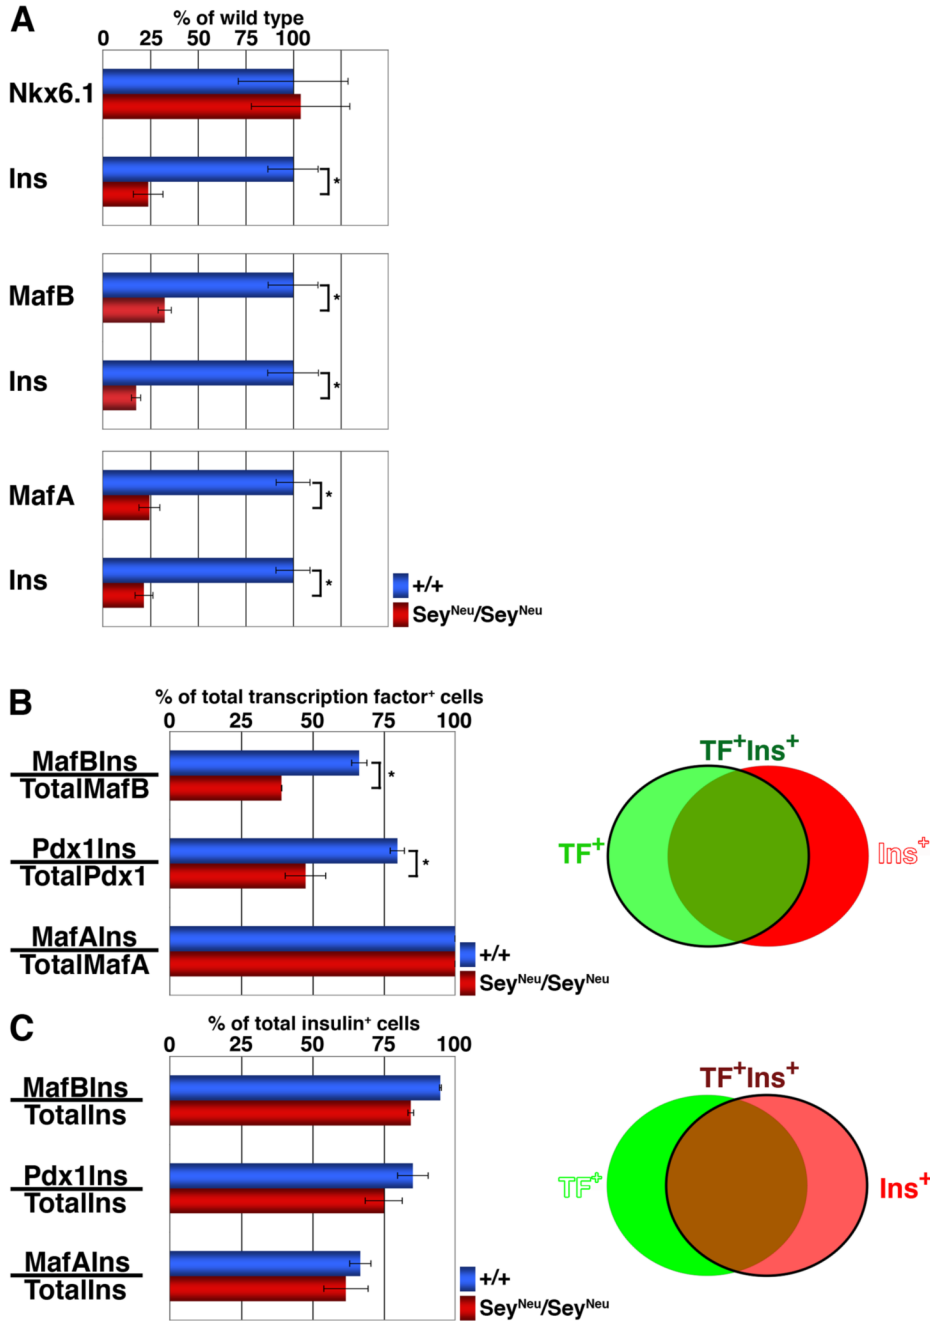 A
% of wild type
0 25 50 75 100
Nkx6.1
Ins
*
MafB
*
Ins
*
MafA
*
Ins
*
+/+
Sey^Neu/Sey^Neu
B
% of total transcription factor+ cells
0 25 50 75 100
MafBIns
TotalMafB
*
Pdx1Ins
TotalPdx1
*
MafAIns
TotalMafA
+/+
Sey^Neu/Sey^Neu
TF+Ins+
TF+
Ins+
C
% of total insulin+ cells
0 25 50 75 100
MafBIns
TotalIns
Pdx1Ins
TotalIns
MafAIns
TotalIns
+/+
Sey^Neu/Sey^Neu
TF+Ins+
TF+
Ins+